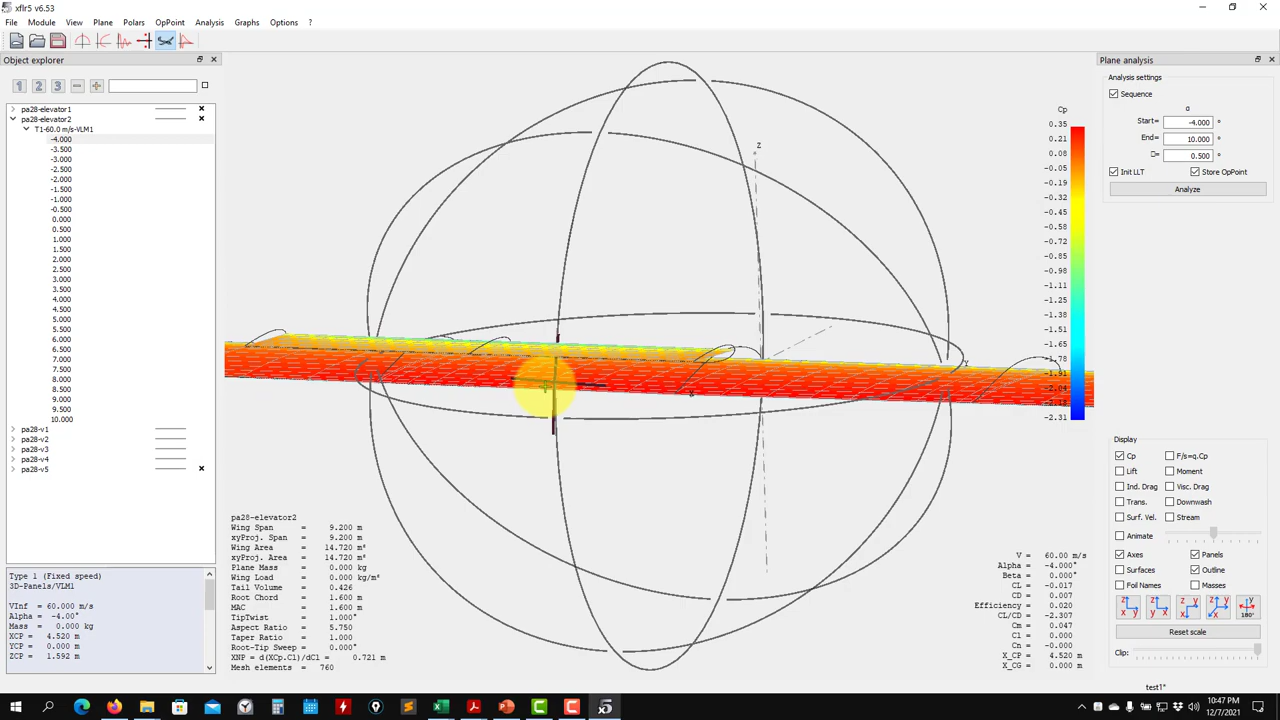 xflr5 v6.53
File Module View Plane Polars OpPoint Analysis Graphs Options ?
Object explorer
1 2 3
pa28-elevator1
pa28-elevator2
T1-60.0 m/s-VLM1
-4.000
-3.500
-3.000
-2.500
-2.000
-1.500
-1.000
-0.500
0.000
0.500
1.000
1.500
2.000
2.500
3.000
3.500
4.000
4.500
5.000
5.500
6.000
6.500
7.000
7.500
8.000
8.500
9.000
9.500
10.000
pa28-v1
pa28-v2
pa28-v3
pa28-v4
pa28-v5
Type 1 (Fixed speed)
3D-Panels/VLM1
VInf = 60.000 m/s
Alpha = -4.00°
Mass = 0.000 kg
XCP = 4.520 m
YCP = 0.000 m
ZCP = 1.592 m
Z
Y
pa28-elevator2
Wing Span = 9.200 m
xyProj. Span = 9.200 m
Wing Area = 14.720 m²
xyProj. Area = 14.720 m²
Plane Mass = 0.000 kg
Wing Load = 0.000 kg/m²
Tail Volume = 0.426
Root Chord = 1.600 m
MAC = 1.600 m
TipTwist = 1.000°
Aspect Ratio = 5.750
Taper Ratio = 1.000
Root-Tip Sweep = 0.000°
XNP = d(XCp.Cl)/dCl = 0.721 m
Mesh elements = 760
Cp
0.35
0.21
0.08
-0.05
-0.19
-0.32
-0.45
-0.58
-0.72
-0.85
-0.98
-1.11
-1.25
-1.38
-1.51
-1.65
-1.78
-1.91
-2.04
-2.18
-2.31
V = 60.00 m/s
Alpha = -4.000°
Beta = 0.000°
CL = -0.017
CD = 0.007
Efficiency = 0.020
CL/CD = -2.307
Cm = 0.047
Cl = 0.000
Cn = -0.000
X_CP = 4.520 m
X_CG = 0.000 m
Plane analysis
Analysis settings
Sequence
α
Start= -4.000 °
End= 10.000 °
= 0.500 °
Init LLT Store OpPoint
Analyze
Display
Cp F/s=q.Cp
Lift Moment
Ind. Drag Visc. Drag
Trans. Downwash
Surf. Vel. Stream
Animate
Axes Panels
Surfaces Outline
Foil Names Masses
Z X Z Y Z Y Z Y Y 180°
Reset scale
Clip:
test1*
10:47 PM
12/7/2021